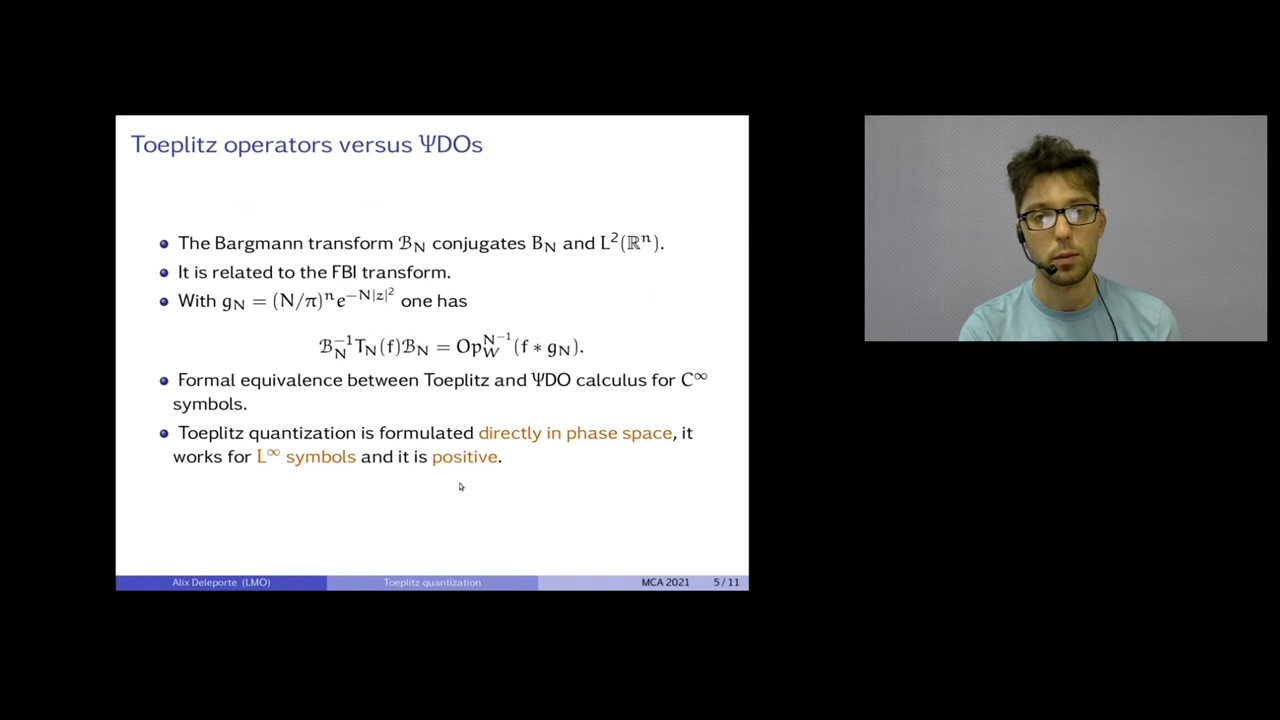 Toeplitz operators versus ΨDOs
• The Bargmann transform ℬ_N conjugates B_N and L²(ℝⁿ).
• It is related to the FBI transform.
• With g_N = (N/π)ⁿe^{−N|z|²} one has
ℬ_N^{−1}T_N(f)ℬ_N = Op_W^{N^{−1}}(f ∗ g_N).
• Formal equivalence between Toeplitz and ΨDO calculus for C^∞
symbols.
• Toeplitz quantization is formulated directly in phase space, it
works for L^∞ symbols and it is positive.
Alix Deleporte (LMO) Toeplitz quantization MCA 2021 5 / 11